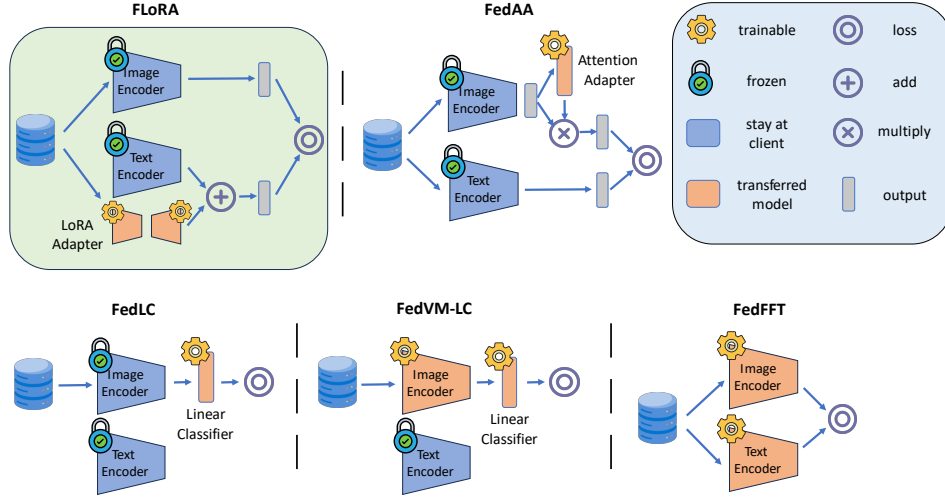 FLoRA
Image
Encoder
Text
Encoder
LoRA
Adapter
FedAA
Image
Encoder
Attention
Adapter
Text
Encoder
trainable
loss
frozen
add
stay at
client
multiply
transferred
model
output
FedLC
Image
Encoder
Linear
Classifier
Text
Encoder
FedVM-LC
Image
Encoder
Linear
Classifier
Text
Encoder
FedFFT
Image
Encoder
Text
Encoder